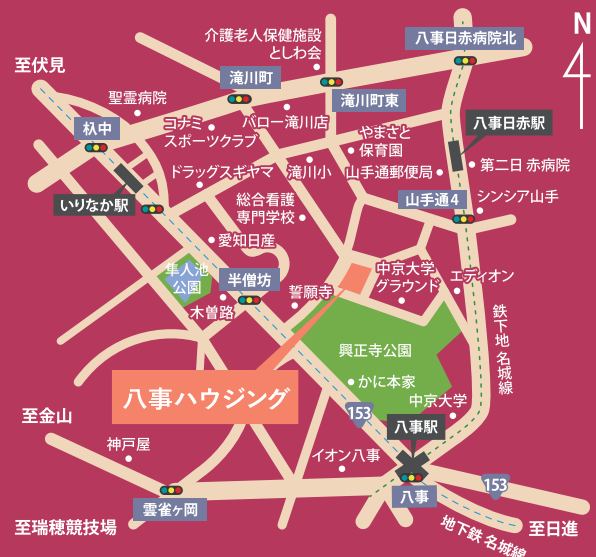 N
介護老人保健施設
としわ会
八事日赤病院北
至伏見
滝川町
聖霊病院
滝川町東
杁中
コナミ
スポーツクラブ
バロー滝川店
やまさと
保育園
八事日赤駅
ドラッグスギヤマ
滝川小
山手通郵便局
第二日 赤病院
いりなか駅
総合看護
専門学校
山手通4
シンシア山手
愛知日産
隼人池
公園
半僧坊
中京大学
グラウンド
エディオン
木曽路
誓願寺
鉄下地 名城線
興正寺公園
八事ハウジング
かに本家
153
中京大学
至金山
八事駅
神戸屋
イオン八事
153
雲雀ヶ岡
八事
至瑞穂競技場
地下鉄 名城線
至日進